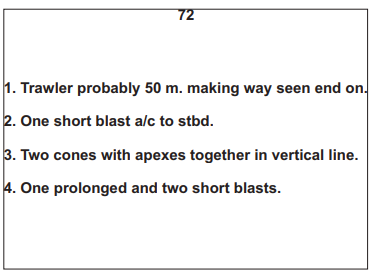 72
1. Trawler probably 50 m. making way seen end on.
2. One short blast a/c to stbd.
3. Two cones with apexes together in vertical line.
4. One prolonged and two short blasts.